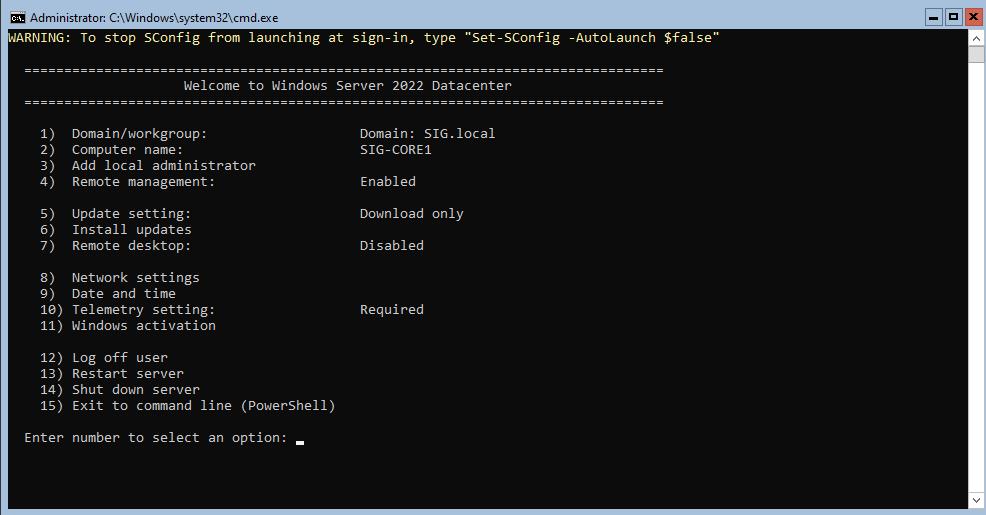 Administrator: C:\Windows\system32\cmd.exe
WARNING: To stop SConfig from launching at sign-in, type "Set-SConfig -AutoLaunch $false"
================================================================================
Welcome to Windows Server 2022 Datacenter
================================================================================
1) Domain/workgroup: Domain: SIG.local
2) Computer name: SIG-CORE1
3) Add local administrator
4) Remote management: Enabled
5) Update setting: Download only
6) Install updates
7) Remote desktop: Disabled
8) Network settings
9) Date and time
10) Telemetry setting: Required
11) Windows activation
12) Log off user
13) Restart server
14) Shut down server
15) Exit to command line (PowerShell)
Enter number to select an option: